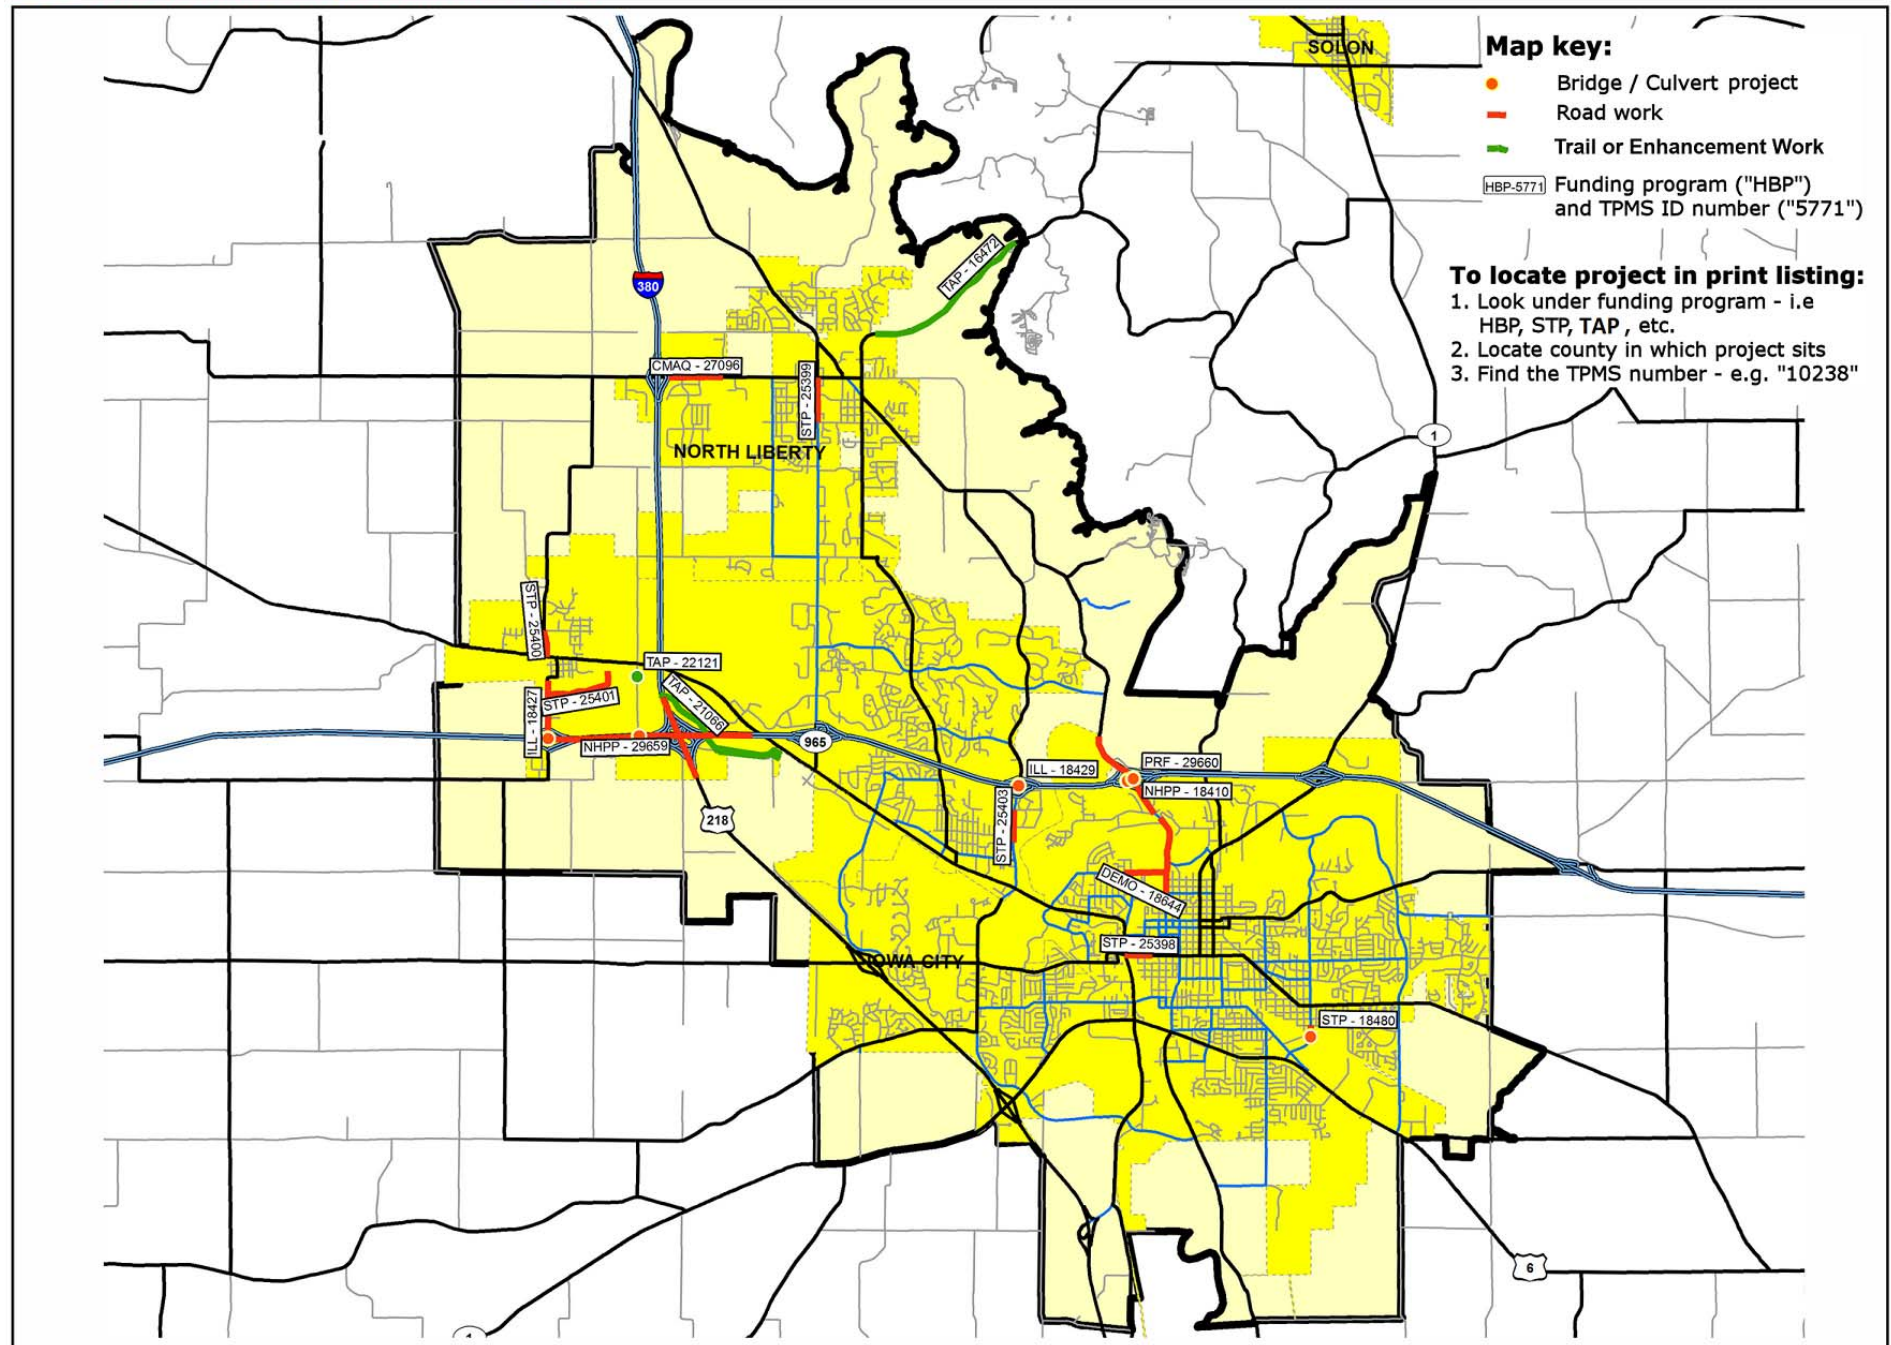 SOLON
Map key:
Bridge / Culvert project
Road work
Trail or Enhancement Work
HBP-5771 Funding program ("HBP")
and TPMS ID number ("5771")
To locate project in print listing:
1. Look under funding program - i.e
HBP, STP, TAP, etc.
2. Locate county in which project sits
3. Find the TPMS number - e.g. "10238"
TAP - 16472
380
CMAQ - 27096
STP - 25399
1
NORTH LIBERTY
STP - 25400
TAP - 22121
TAP - 21066
STP - 25401
ILL - 18427
NHPP - 29659
965
ILL - 18429
PRF - 29660
NHPP - 18410
218
STP - 25403
DEMO - 18644
STP - 25398
IOWA CITY
STP - 18480
6
1